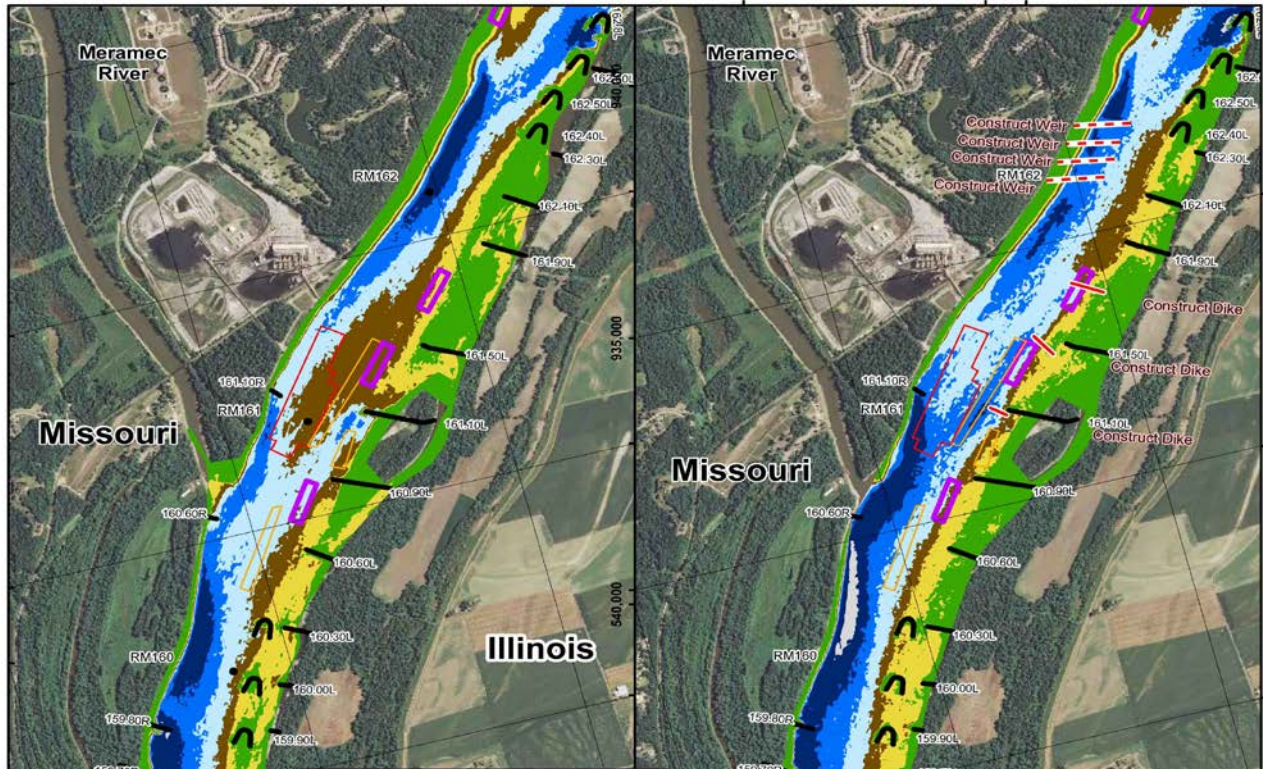 Meramec
River
162.50L
162.40L
162.30L
RM162
162.10L
161.90L
161.50L
161.10R
RM161
161.10L
Missouri
160.90L
160.60R
160.60L
160.30L
Illinois
RM160
160.00L
159.80R
159.90L
935,000
540,000
Meramec
River
162.50L
162.40L
162.30L
Construct Weir
Construct Weir
Construct Weir
RM162
Construct Weir
162.10L
161.90L
Construct Dike
161.50L
Construct Dike
161.10R
RM161
161.10L
Construct Dike
Missouri
160.90L
160.60R
160.60L
160.30L
RM160
160.00L
159.80R
159.90L